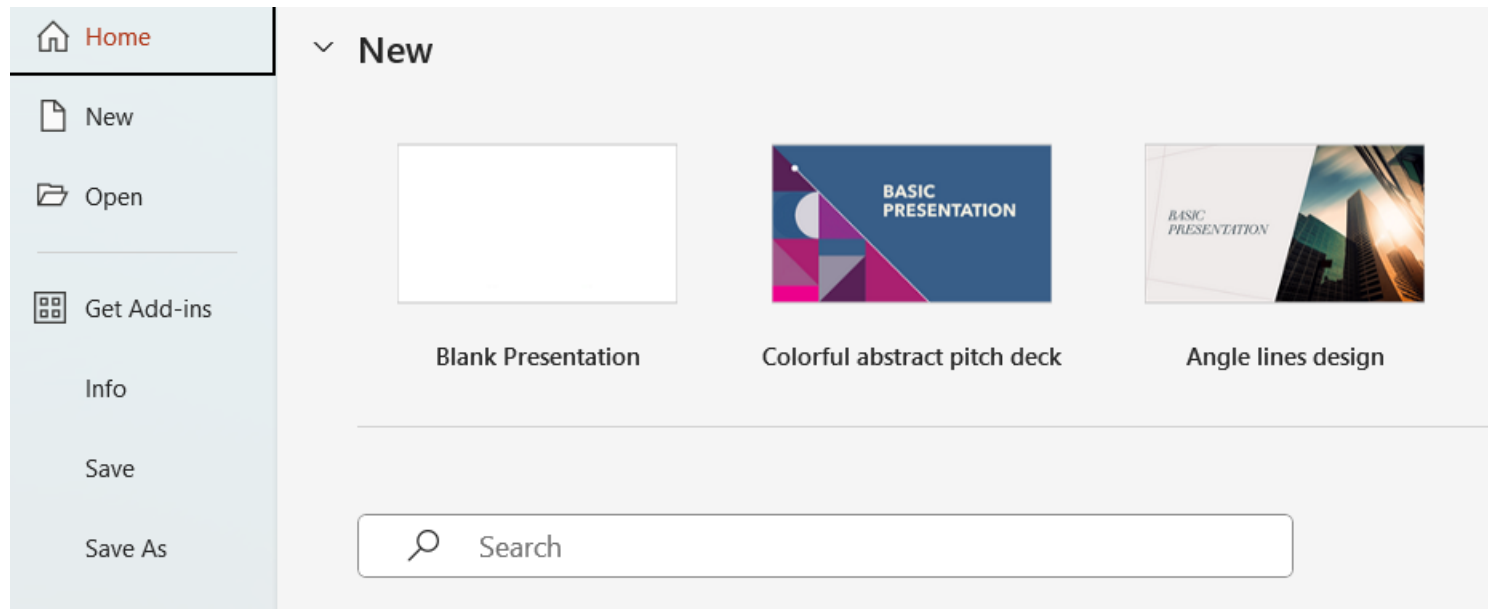 Home
New
Open
Get Add-ins
Info
Save
Save As
New
BASIC
PRESENTATION
BASIC
PRESENTATION
Blank Presentation
Colorful abstract pitch deck
Angle lines design
Search